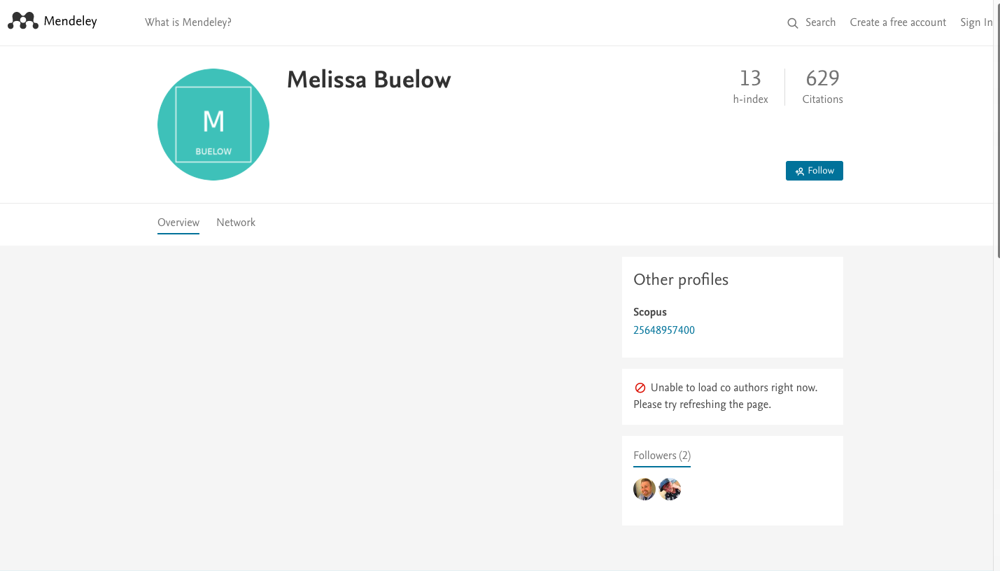 Mendeley
What is Mendeley?
Search
Create a free account
Sign In
M
BUELOW
Melissa Buelow
13
h-index
629
Citations
Follow
Overview
Network
Other profiles
Scopus
25648957400
Unable to load co authors right now.
Please try refreshing the page.
Followers (2)